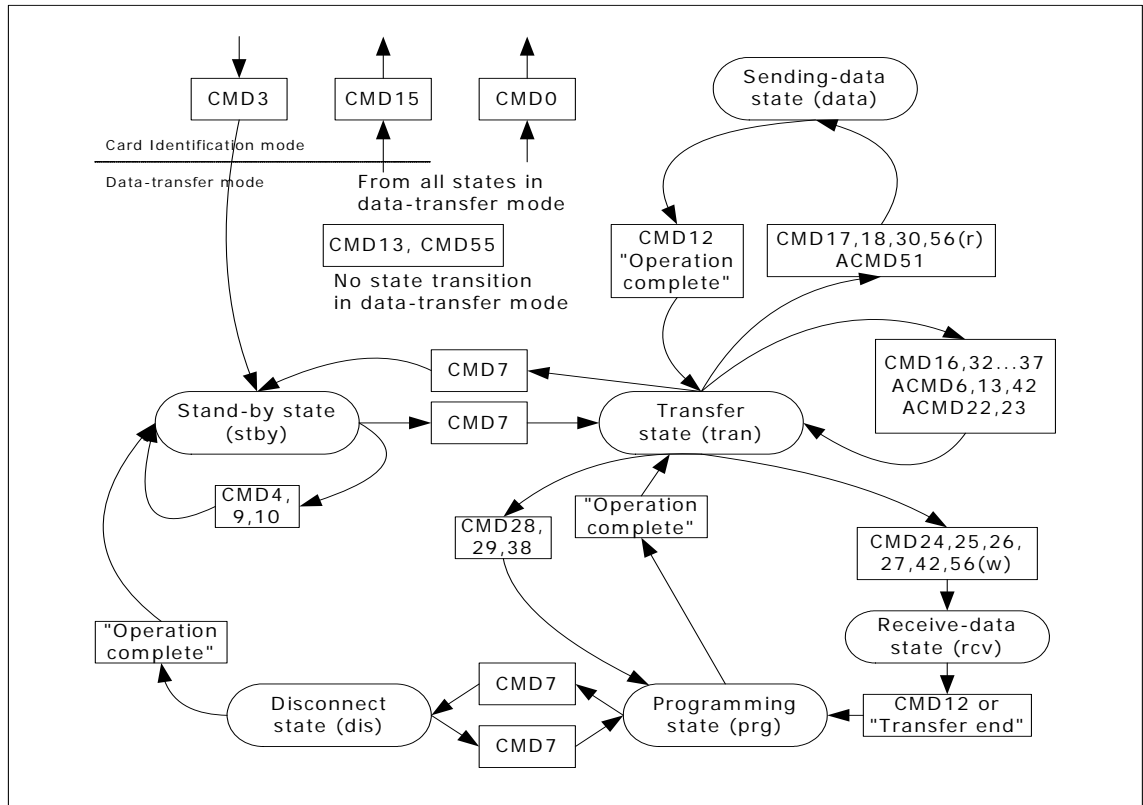 CMD3
CMD15
CMD0
Sending-data
state (data)
Card Identification mode
Data-transfer mode
From all states in
data-transfer mode
CMD13, CMD55
No state transition
in data-transfer mode
CMD12
"Operation
complete"
CMD17,18,30,56(r)
ACMD51
CMD16,32...37
ACMD6,13,42
ACMD22,23
CMD7
Stand-by state
(stby)
CMD7
Transfer
state (tran)
CMD4,
9,10
CMD28,
29,38
"Operation
complete"
CMD24,25,26,
27,42,56(w)
"Operation
complete"
Receive-data
state (rcv)
Disconnect
state (dis)
CMD7
CMD7
Programming
state (prg)
CMD12 or
"Transfer end"